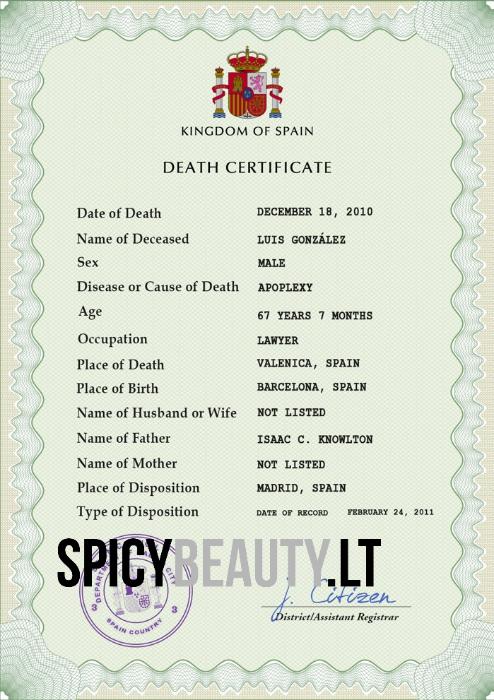 KINGDOM OF SPAIN
DEATH CERTIFICATE
Date of Death DECEMBER 18, 2010
Name of Deceased LUIS GONZÁLEZ
Sex MALE
Disease or Cause of Death APOPLEXY
Age 67 YEARS 7 MONTHS
Occupation LAWYER
Place of Death VALENICA, SPAIN
Place of Birth BARCELONA, SPAIN
Name of Husband or Wife NOT LISTED
Name of Father ISAAC C. KNOWLTON
Name of Mother NOT LISTED
Place of Disposition MADRID, SPAIN
Type of Disposition DATE OF RECORD FEBRUARY 24, 2011
SPICYBEAUTY.LT
CITY
3 3
SPAIN COUNTRY
J. Citizen
District/Assistant Registrar